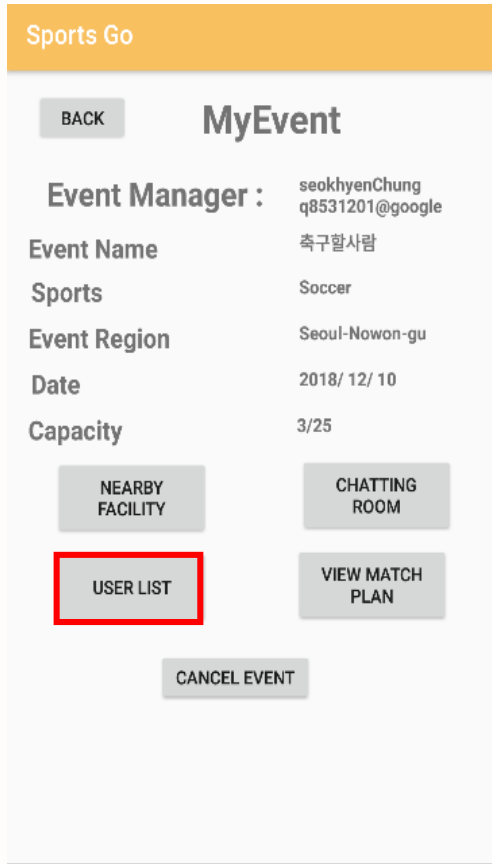 Sports Go
BACK
MyEvent
Event Manager :
seokhyenChung
q8531201@google
Event Name
축구할사람
Sports
Soccer
Event Region
Seoul-Nowon-gu
Date
2018/ 12/ 10
Capacity
3/25
NEARBY
FACILITY
CHATTING
ROOM
USER LIST
VIEW MATCH
PLAN
CANCEL EVENT